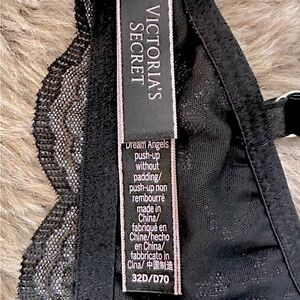 VICTORIA'S
SECRET
Dream Angels
push-up
without
padding/
push-up non
rembourré
made in
China/
fabriqué en
Chine/hecho
en China/
fabbricato in
Cina/ 中国制造
32D/D70